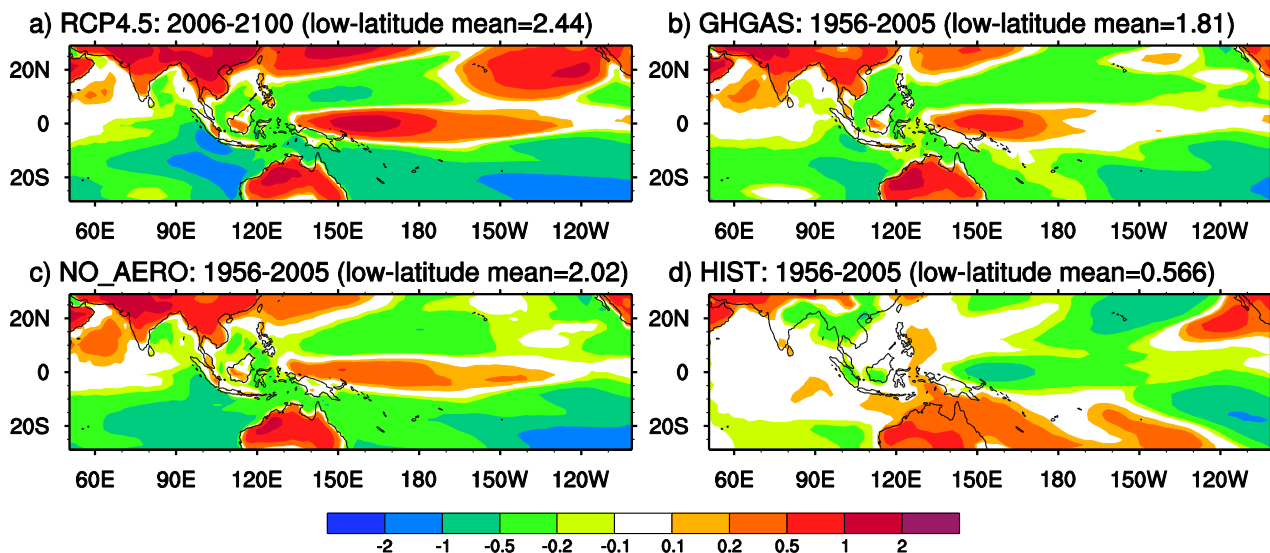 a) RCP4.5: 2006-2100 (low-latitude mean=2.44)
b) GHGAS: 1956-2005 (low-latitude mean=1.81)
20N
0
20S
60E 90E 120E 150E 180 150W 120W
20N
0
20S
60E 90E 120E 150E 180 150W 120W
c) NO_AERO: 1956-2005 (low-latitude mean=2.02)
d) HIST: 1956-2005 (low-latitude mean=0.566)
20N
0
20S
60E 90E 120E 150E 180 150W 120W
20N
0
20S
60E 90E 120E 150E 180 150W 120W
-2 -1 -0.5 -0.2 -0.1 0.1 0.2 0.5 1 2